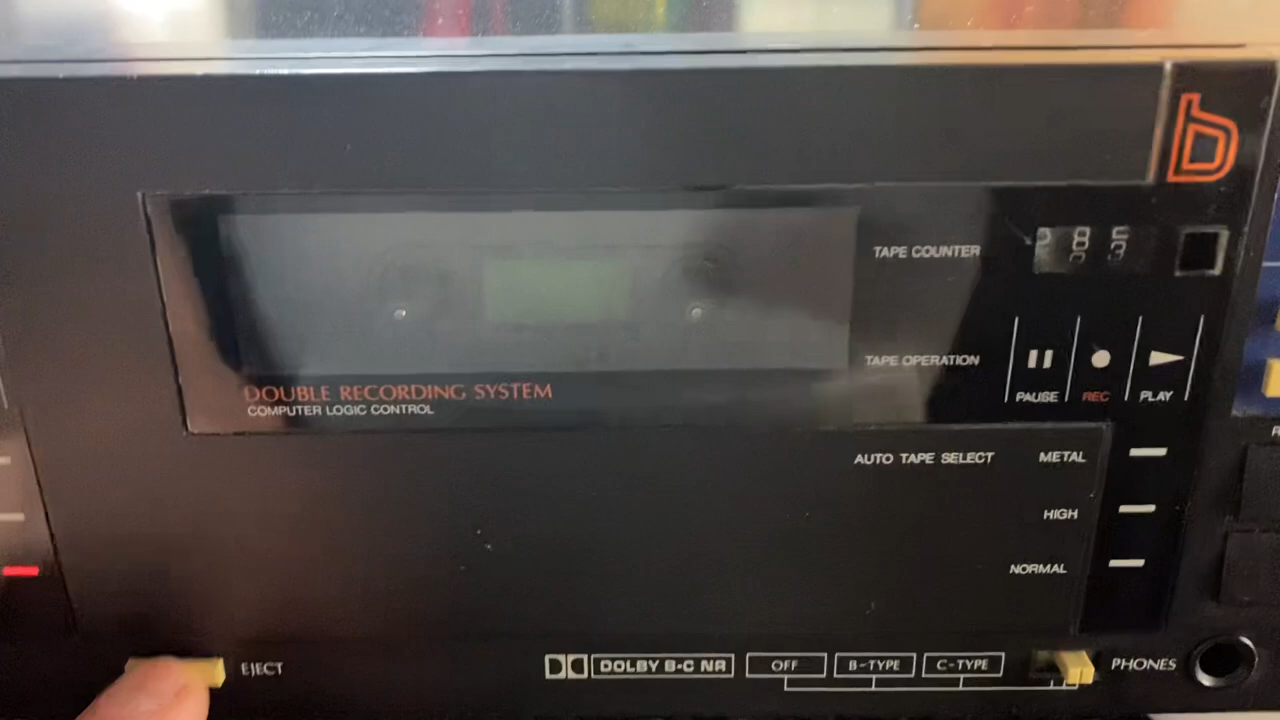 b
TAPE COUNTER
TAPE OPERATION
PAUSE REC PLAY
DOUBLE RECORDING SYSTEM
COMPUTER LOGIC CONTROL
AUTO TAPE SELECT METAL
HIGH
NORMAL
EJECT
DOLBY B-C NR OFF B-TYPE C-TYPE
PHONES